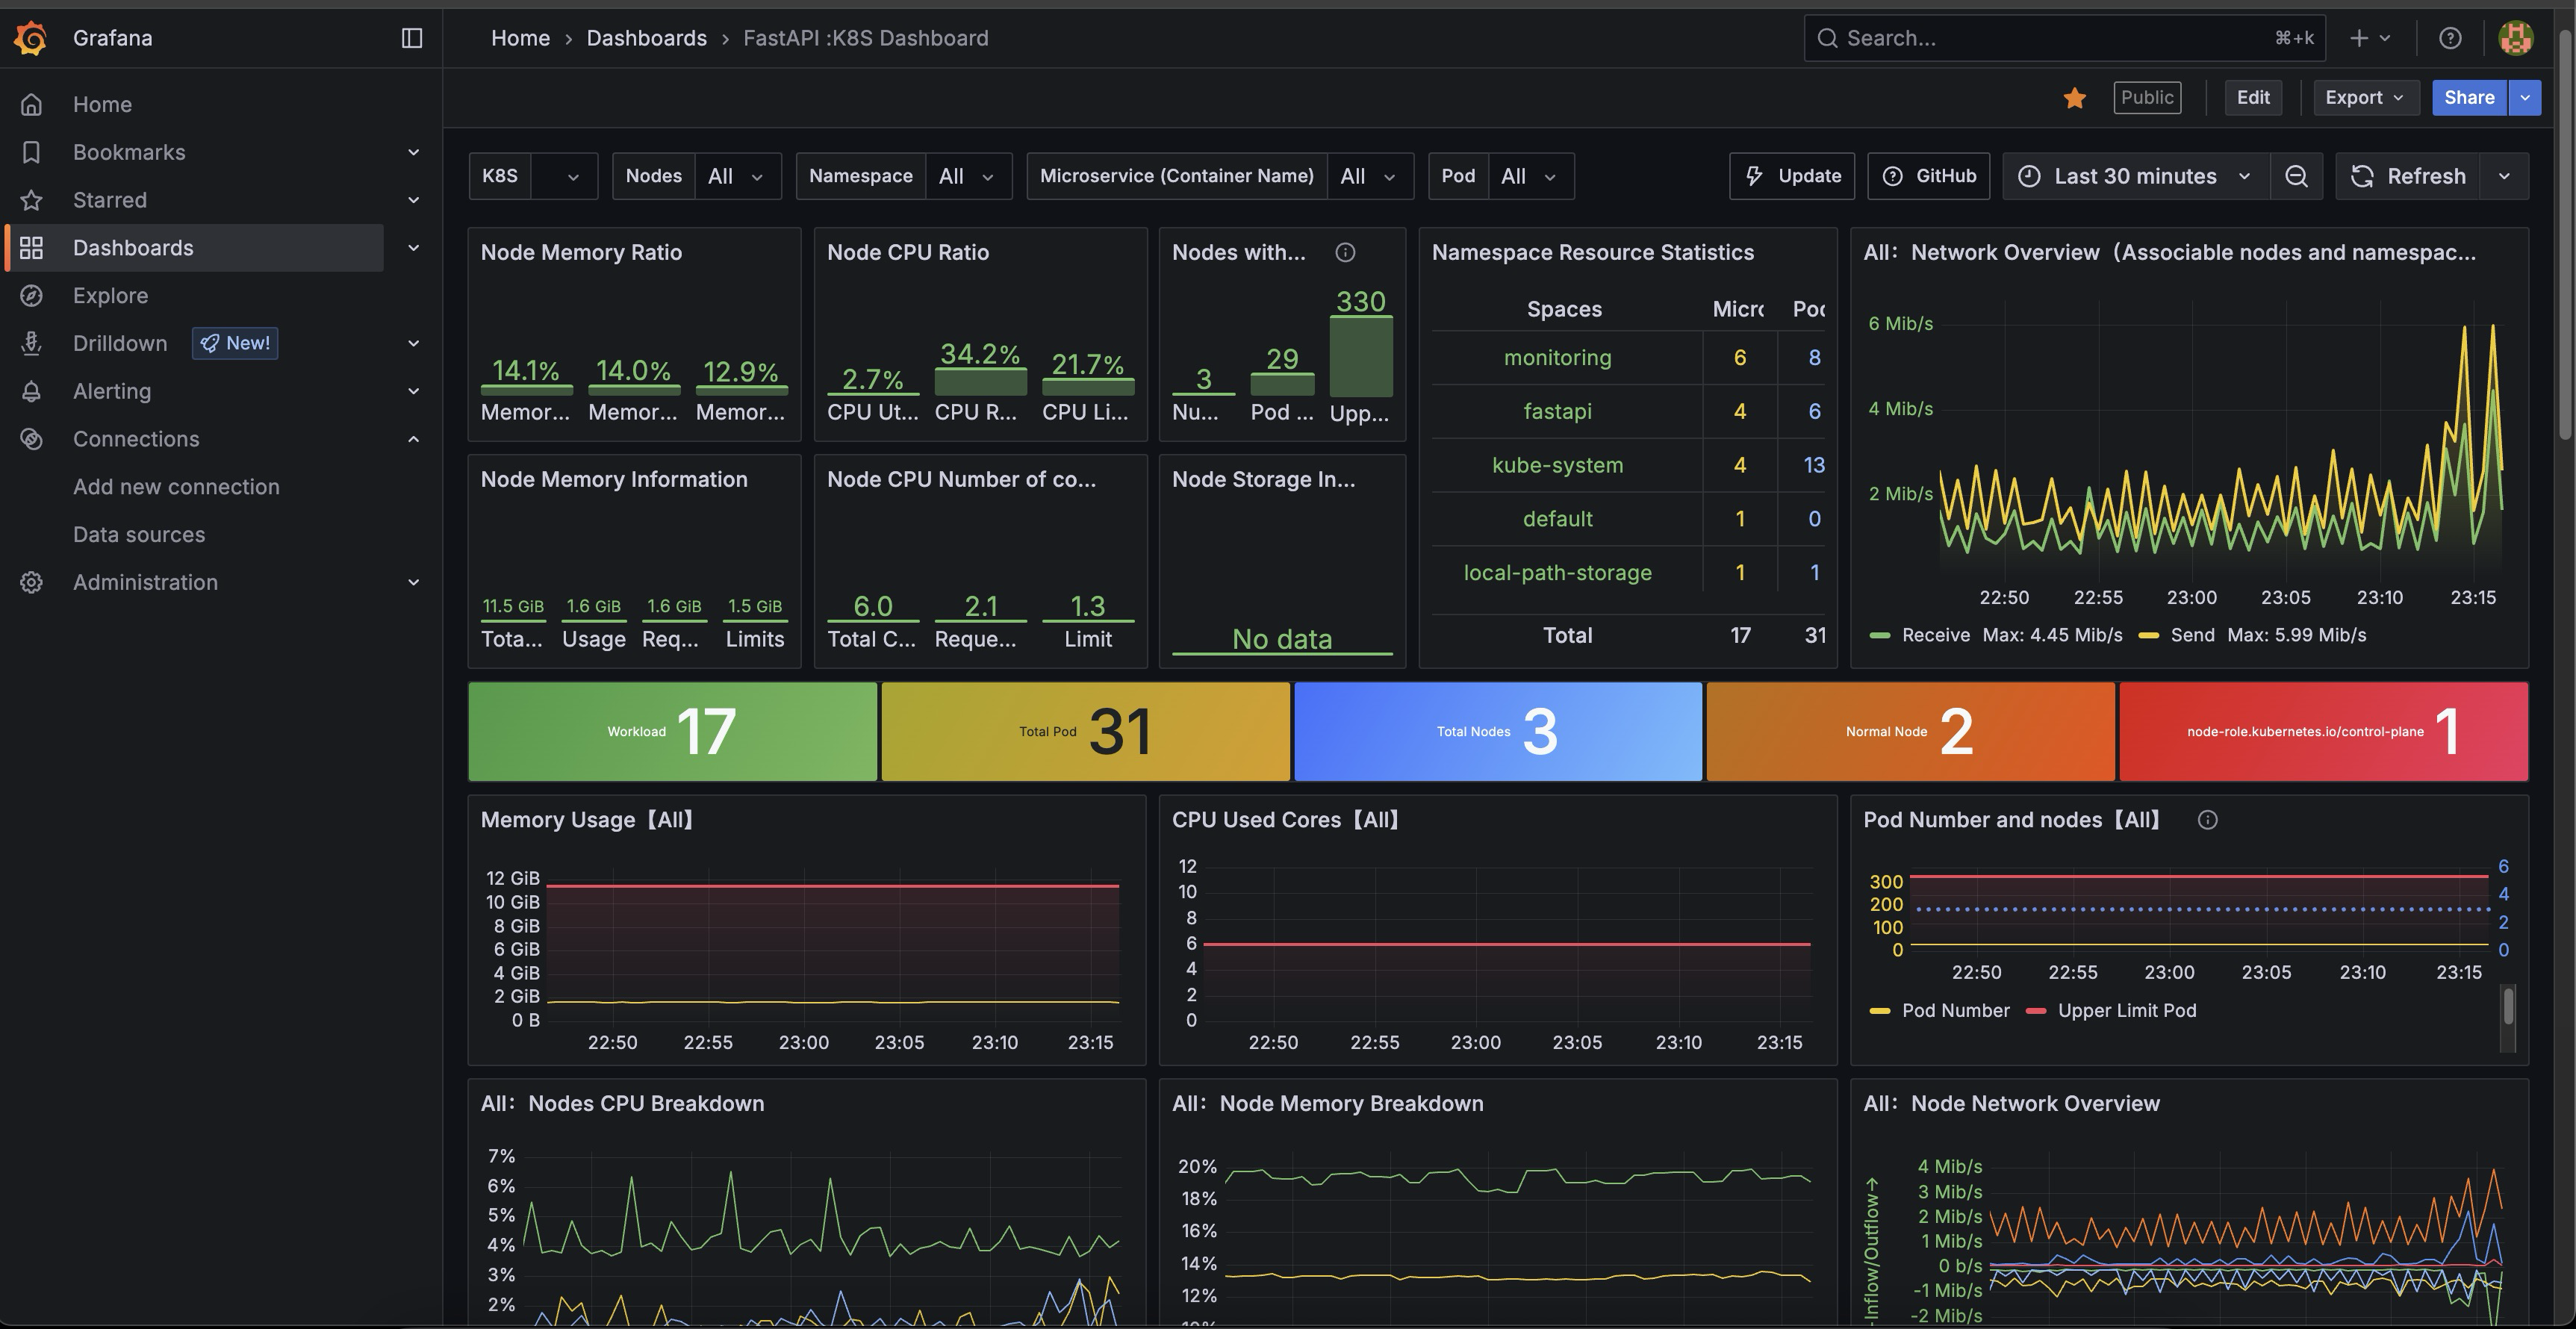 Grafana
Home › Dashboards › FastAPI :K8S Dashboard
Search...
⌘+k
Home
Bookmarks
Starred
Dashboards
Explore
Drilldown
New!
Alerting
Connections
Add new connection
Data sources
Administration
Public
Edit
Export
Share
K8S
Nodes All
Namespace All
Microservice (Container Name) All
Pod All
Update
GitHub
Last 30 minutes
Refresh
Node Memory Ratio
14.1% 14.0% 12.9%
Memor... Memor... Memor...
Node CPU Ratio
2.7% 34.2% 21.7%
CPU Ut... CPU R... CPU Li...
Nodes with...
3 29 330
Nu... Pod ... Upp...
Node Memory Information
11.5 GiB 1.6 GiB 1.6 GiB 1.5 GiB
Tota... Usage Req... Limits
Node CPU Number of co...
6.0 2.1 1.3
Total C... Reque... Limit
Node Storage In...
No data
Namespace Resource Statistics
Spaces Micro Pod
monitoring 6 8
fastapi 4 6
kube-system 4 13
default 1 0
local-path-storage 1 1
Total 17 31
All：Network Overview（Associable nodes and namespac...
6 Mib/s
4 Mib/s
2 Mib/s
22:50 22:55 23:00 23:05 23:10 23:15
Receive Max: 4.45 Mib/s Send Max: 5.99 Mib/s
Workload 17
Total Pod 31
Total Nodes 3
Normal Node 2
node-role.kubernetes.io/control-plane 1
Memory Usage【All】
12 GiB
10 GiB
8 GiB
6 GiB
4 GiB
2 GiB
0 B
22:50 22:55 23:00 23:05 23:10 23:15
CPU Used Cores【All】
12
10
8
6
4
2
0
22:50 22:55 23:00 23:05 23:10 23:15
Pod Number and nodes【All】
300
200
100
0
6
4
2
0
22:50 22:55 23:00 23:05 23:10 23:15
Pod Number Upper Limit Pod
All：Nodes CPU Breakdown
7%
6%
5%
4%
3%
2%
All：Node Memory Breakdown
20%
18%
16%
14%
12%
All：Node Network Overview
-Inflow/Outflow→
4 Mib/s
3 Mib/s
2 Mib/s
1 Mib/s
0 b/s
-1 Mib/s
-2 Mib/s